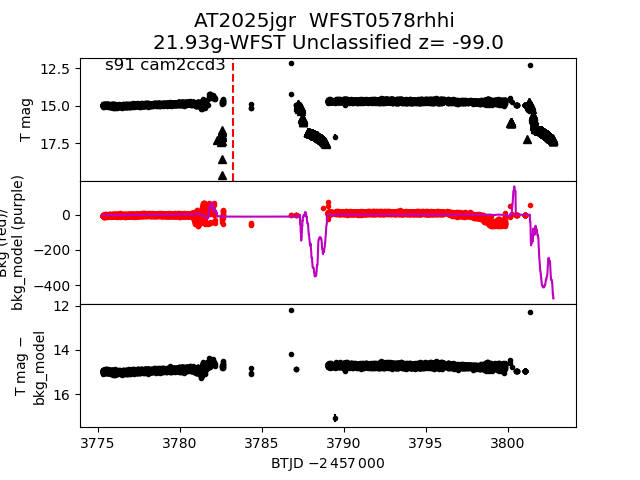 AT2025jgr  WFST0578rhhi
21.93g-WFST Unclassified z= -99.0
s91 cam2ccd3
12.5
15.0
17.5
T mag
0
−200
−400
Bkg (red)/
bkg_model (purple)
12
14
16
T mag −
bkg_model
3775 3780 3785 3790 3795 3800
BTJD −2 457 000